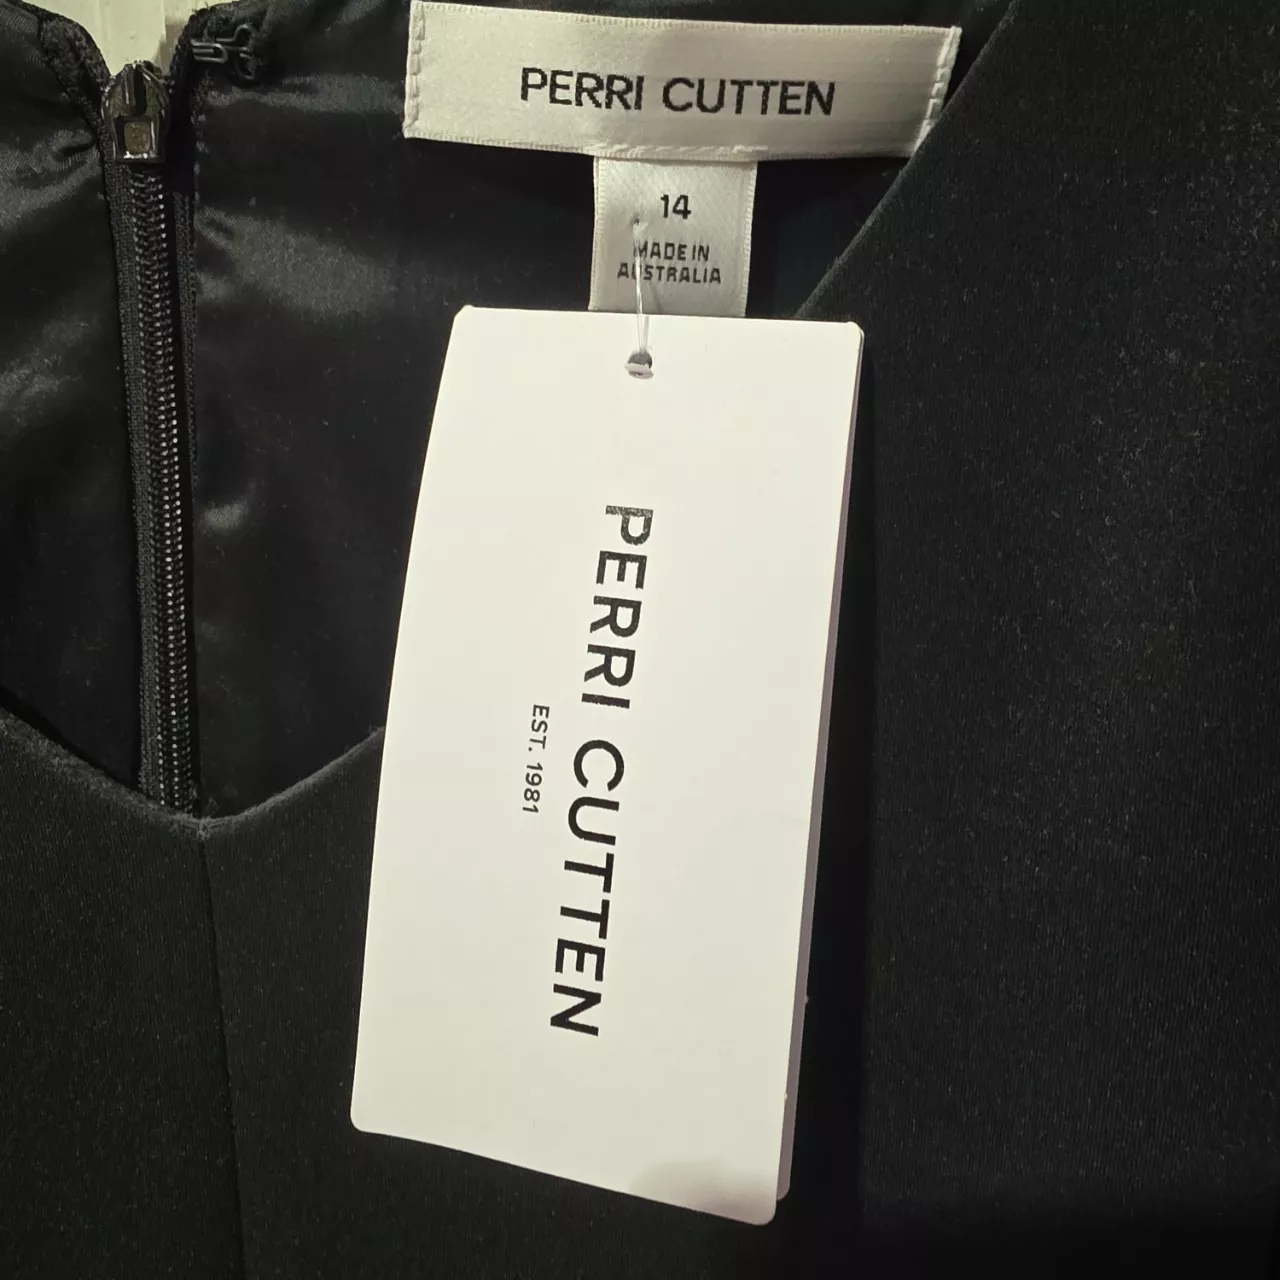 PERRI CUTTEN
14
MADE IN
AUSTRALIA
PERRI CUTTEN
EST. 1981